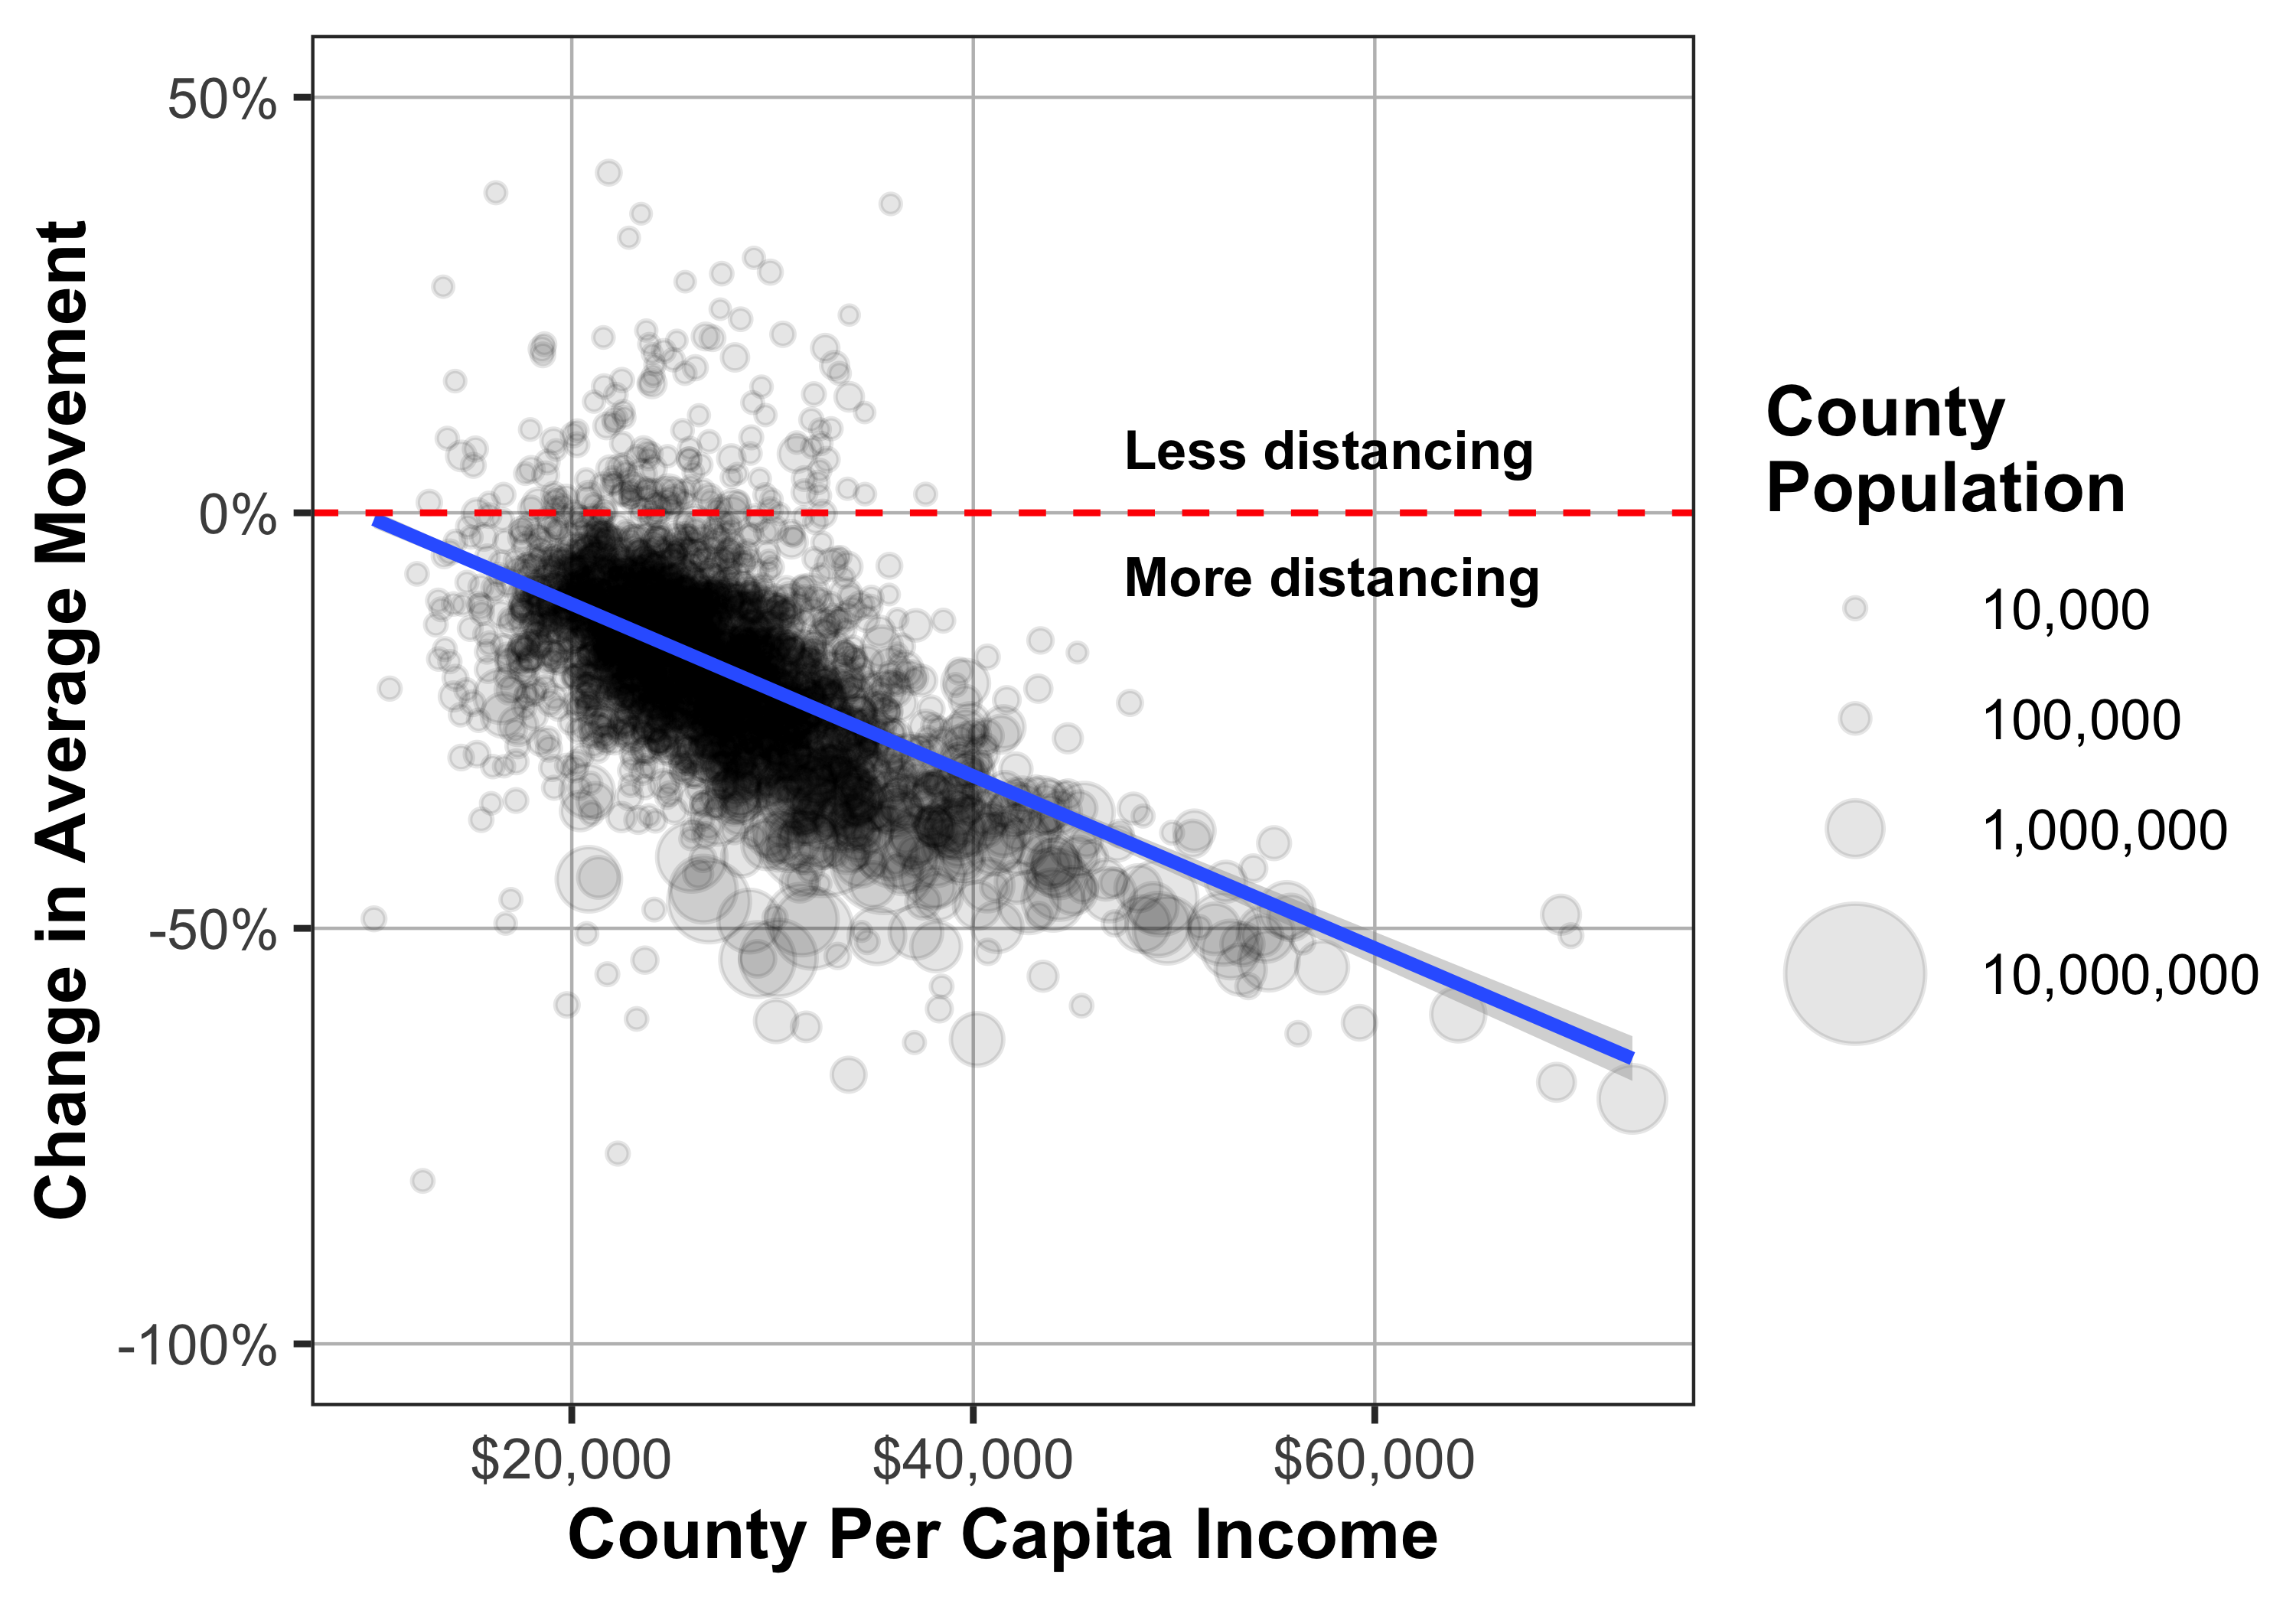 Change in Average Movement
50%
0%
-50%
-100%
Less distancing
More distancing
$20,000
$40,000
$60,000
County Per Capita Income
County
Population
10,000
100,000
1,000,000
10,000,000